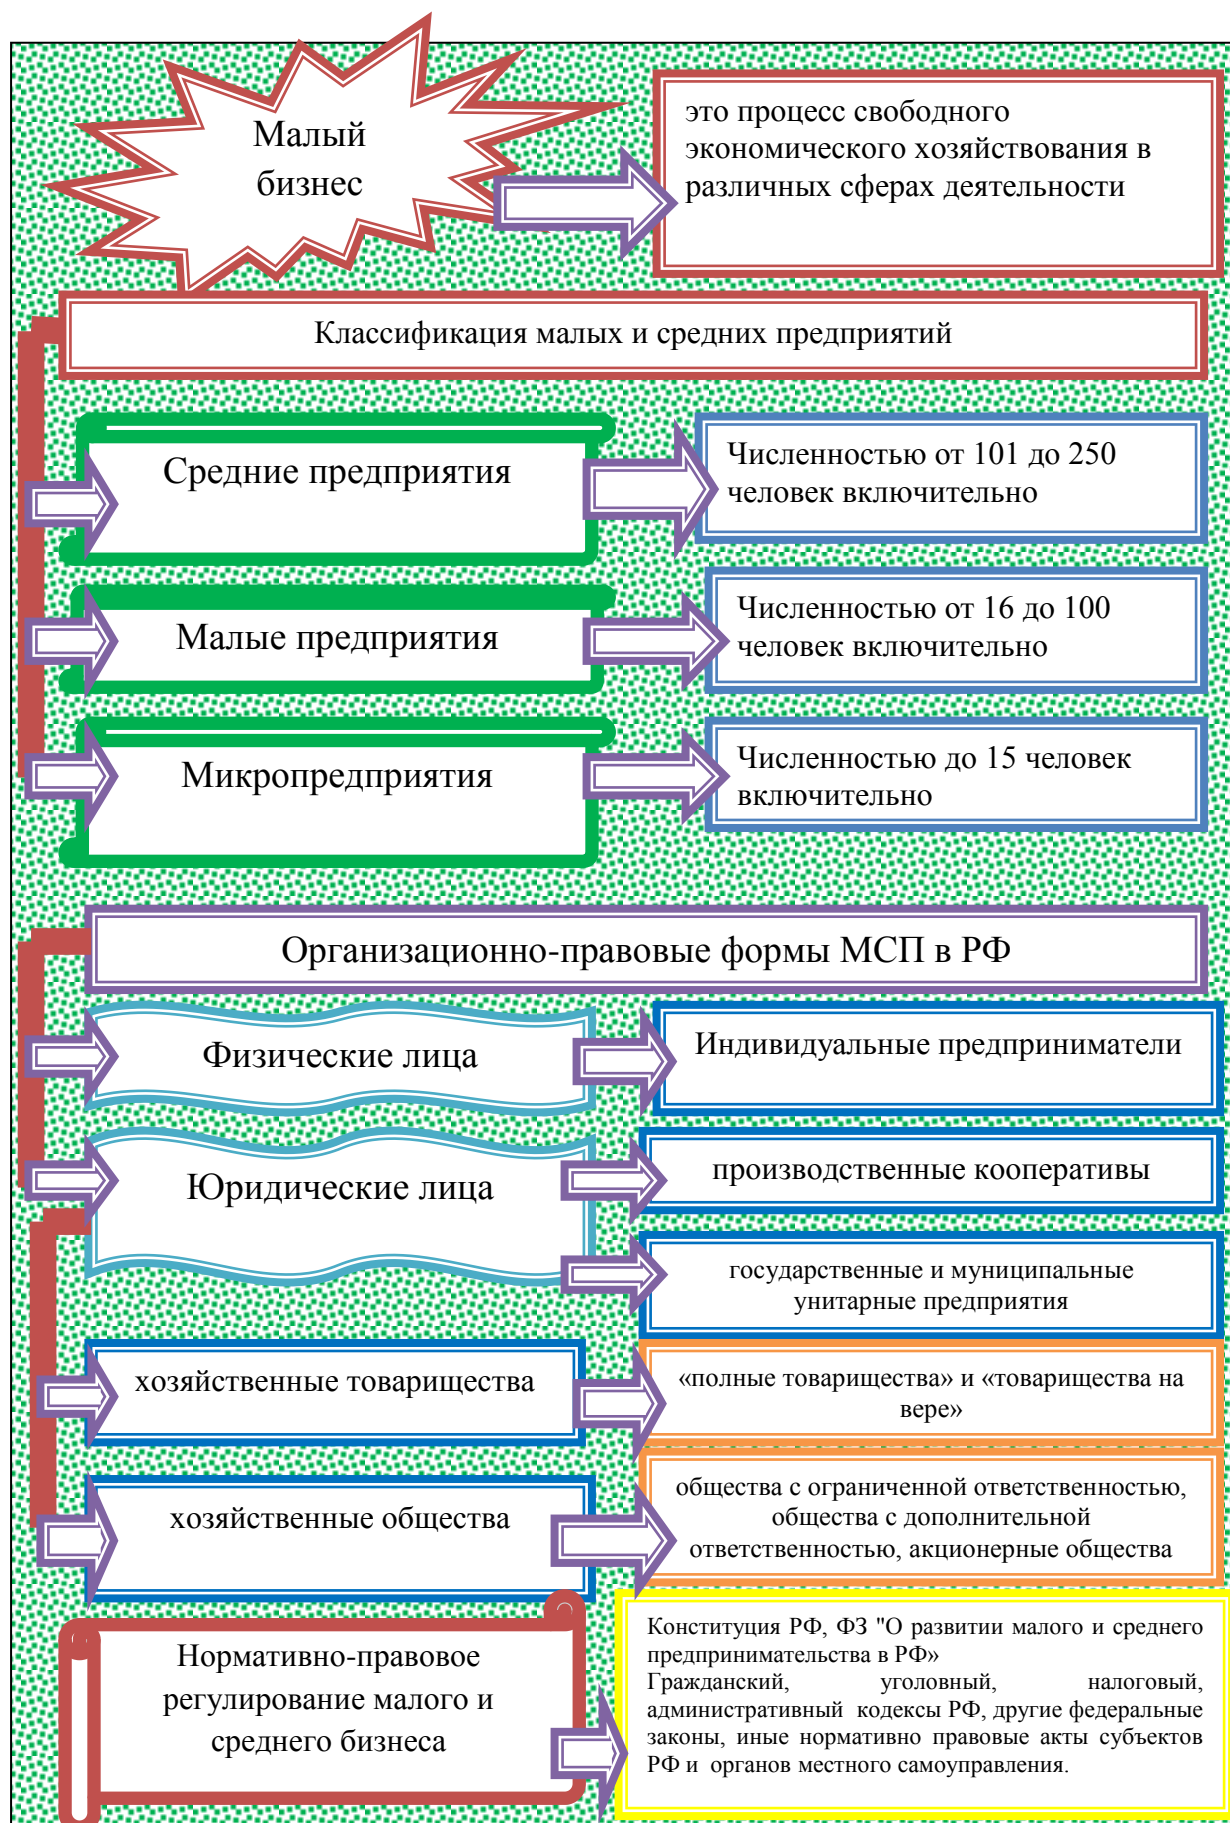 Малый
бизнес
это процесс свободного
экономического хозяйствования в
различных сферах деятельности
Классификация малых и средних предприятий
Средние предприятия
Численностью от 101 до 250
человек включительно
Малые предприятия
Численностью от 16 до 100
человек включительно
Микропредприятия
Численностью до 15 человек
включительно
Организационно-правовые формы МСП в РФ
Физические лица
Индивидуальные предприниматели
Юридические лица
производственные кооперативы
государственные и муниципальные
унитарные предприятия
хозяйственные товарищества
«полные товарищества» и «товарищества на
вере»
хозяйственные общества
общества с ограниченной ответственностью,
общества с дополнительной
ответственностью, акционерные общества
Нормативно-правовое
регулирование малого и
среднего бизнеса
Конституция РФ, ФЗ "О развитии малого и среднего
предпринимательства в РФ»
Гражданский, уголовный, налоговый,
административный кодексы РФ, другие федеральные
законы, иные нормативно правовые акты субъектов
РФ и органов местного самоуправления.